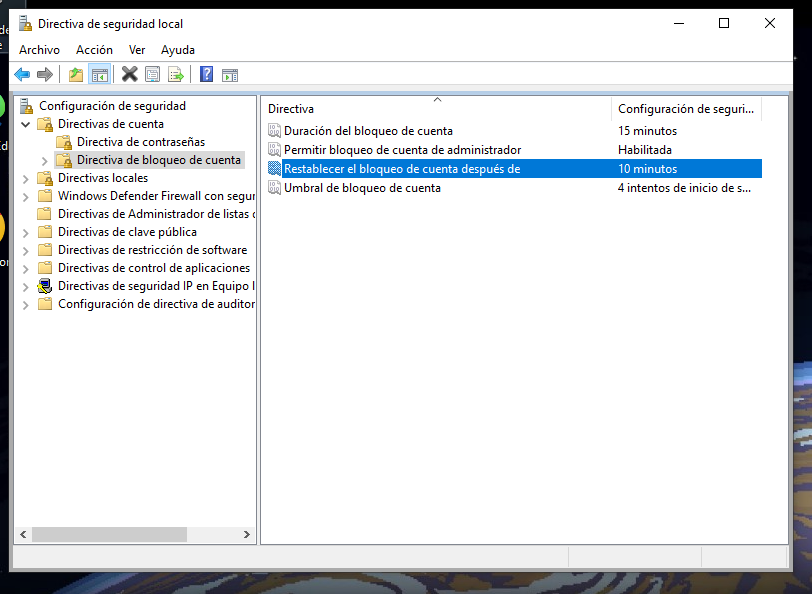 Directiva de seguridad local
Archivo Acción Ver Ayuda
Configuración de seguridad
Directivas de cuenta
Directiva de contraseñas
Directiva de bloqueo de cuenta
Directivas locales
Windows Defender Firewall con segur
Directivas de Administrador de listas c
Directivas de clave pública
Directivas de restricción de software
Directivas de control de aplicaciones
Directivas de seguridad IP en Equipo l
Configuración de directiva de auditor
Directiva Configuración de seguri...
Duración del bloqueo de cuenta 15 minutos
Permitir bloqueo de cuenta de administrador Habilitada
Restablecer el bloqueo de cuenta después de 10 minutos
Umbral de bloqueo de cuenta 4 intentos de inicio de s...